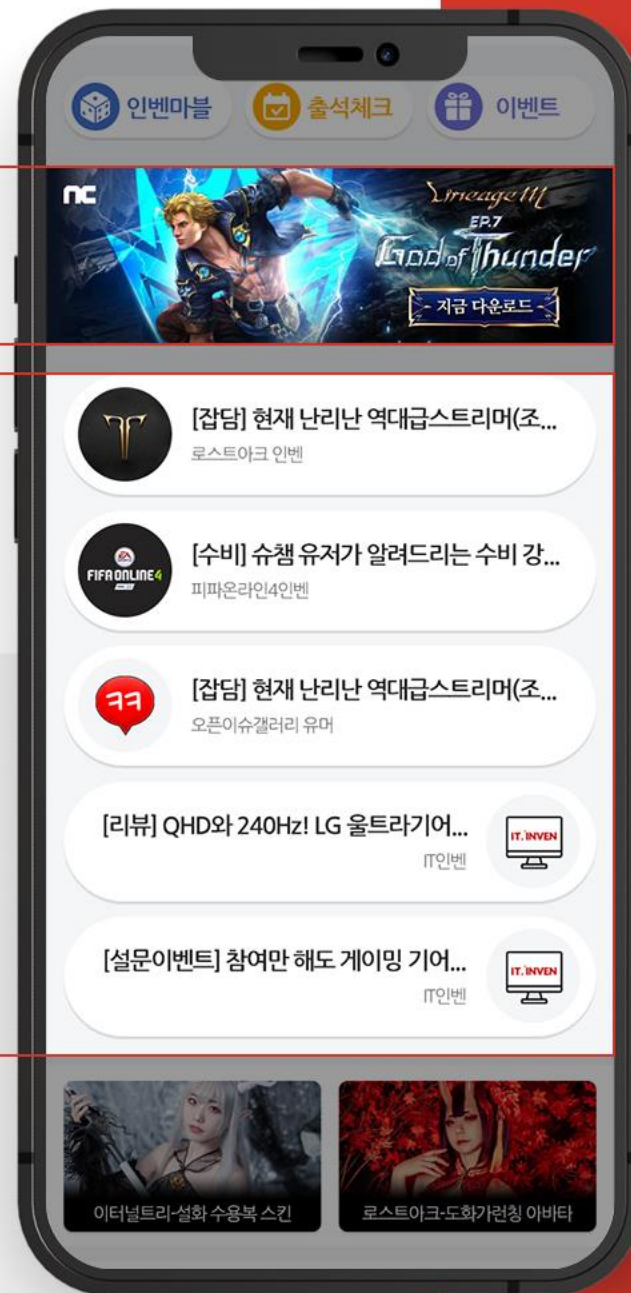 인벤마블
출석체크
이벤트
nc
Lineage M
EP.7
God of Thunder
지금 다운로드
[잡담] 현재 난리난 역대급스트리머(조...
로스트아크 인벤
EA
FIFA ONLINE 4
[수비] 슈챔 유저가 알려드리는 수비 강...
피파온라인4인벤
ㅋㅋ
[잡담] 현재 난리난 역대급스트리머(조...
오픈이슈갤러리 유머
[리뷰] QHD와 240Hz! LG 울트라기어...
IT인벤
IT.INVEN
[설문이벤트] 참여만 해도 게이밍 기어...
IT인벤
IT.INVEN
이터널트리-설화 수용복 스킨
로스트아크-도화가런칭 아바타